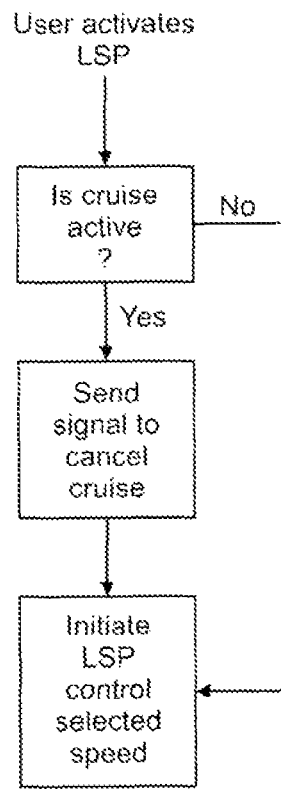 User activates
LSP
Is cruise
active
?
No
Yes
Send
signal to
cancel
cruise
Initiate
LSP
control
selected
speed